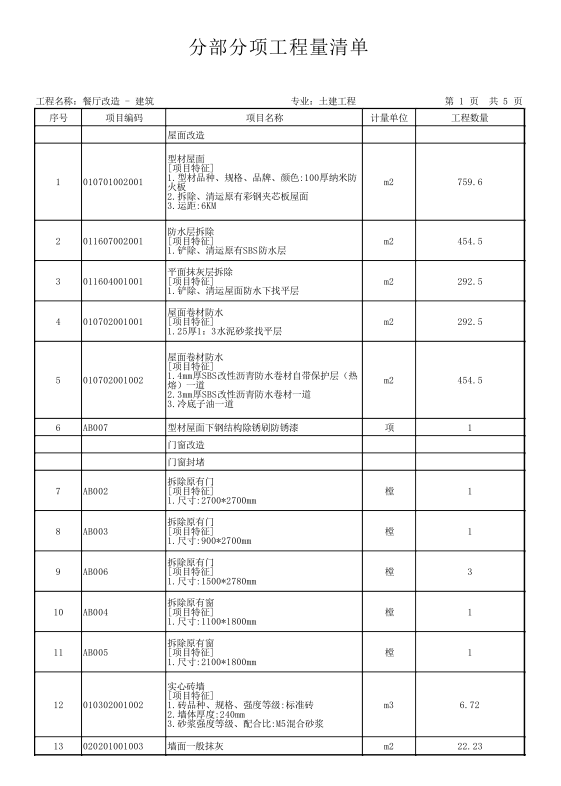 分部分项工程量清单
工程名称：餐厅改造 - 建筑 专业：土建工程 第 1 页 共 5 页
序号 项目编码 项目名称 计量单位 工程数量
屋面改造
型材屋面
[项目特征]
1.型材品种、规格、品牌、颜色:100厚纳米防
火板
2.拆除、清运原有彩钢夹芯板屋面
3.运距:6KM
1 010701002001 m2 759.6
防水层拆除
[项目特征]
1.铲除、清运原有SBS防水层
2 011607002001 m2 454.5
平面抹灰层拆除
[项目特征]
1.铲除、清运屋面防水下找平层
3 011604001001 m2 292.5
屋面卷材防水
[项目特征]
1.25厚1：3水泥砂浆找平层
4 010702001001 m2 292.5
屋面卷材防水
[项目特征]
1.4mm厚SBS改性沥青防水卷材自带保护层（热
熔）一道
2.3mm厚SBS改性沥青防水卷材一道
3.冷底子油一道
5 010702001002 m2 454.5
6 AB007 型材屋面下钢结构除锈刷防锈漆 项 1
门窗改造
门窗封堵
拆除原有门
[项目特征]
1.尺寸:2700*2700mm
7 AB002 樘 1
拆除原有门
[项目特征]
1.尺寸:900*2700mm
8 AB003 樘 1
拆除原有门
[项目特征]
1.尺寸:1500*2780mm
9 AB006 樘 3
拆除原有窗
[项目特征]
1.尺寸:1100*1800mm
10 AB004 樘 1
拆除原有窗
[项目特征]
1.尺寸:2100*1800mm
11 AB005 樘 1
实心砖墙
[项目特征]
1.砖品种、规格、强度等级:标准砖
2.墙体厚度:240mm
3.砂浆强度等级、配合比:M5混合砂浆
12 010302001002 m3 6.72
13 020201001003 墙面一般抹灰 m2 22.23